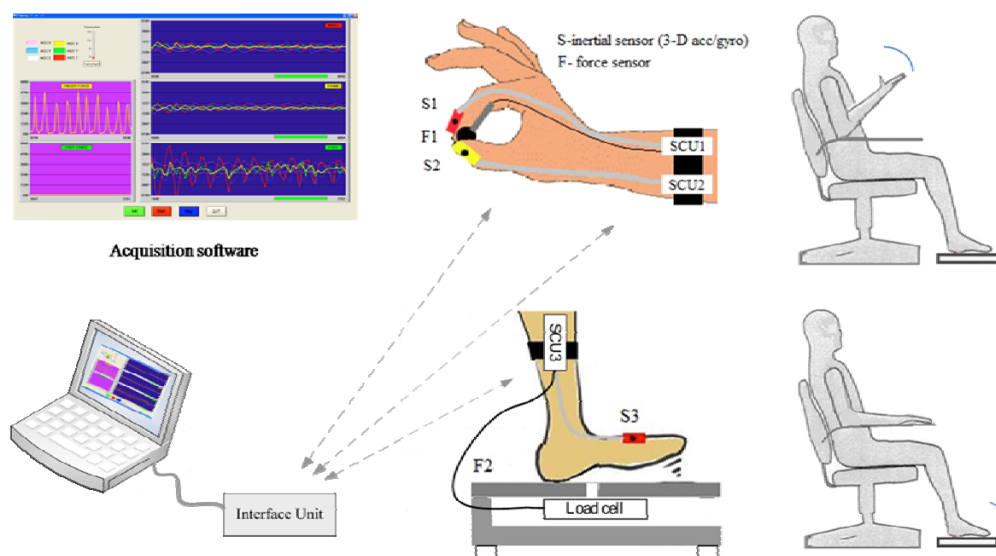 S-inertial sensor (3-D acc/gyro)
F- force sensor
S1
F1
S2
SCU1
SCU2
Acquisition software
SCU3
S3
F2
Load cell
Interface Unit